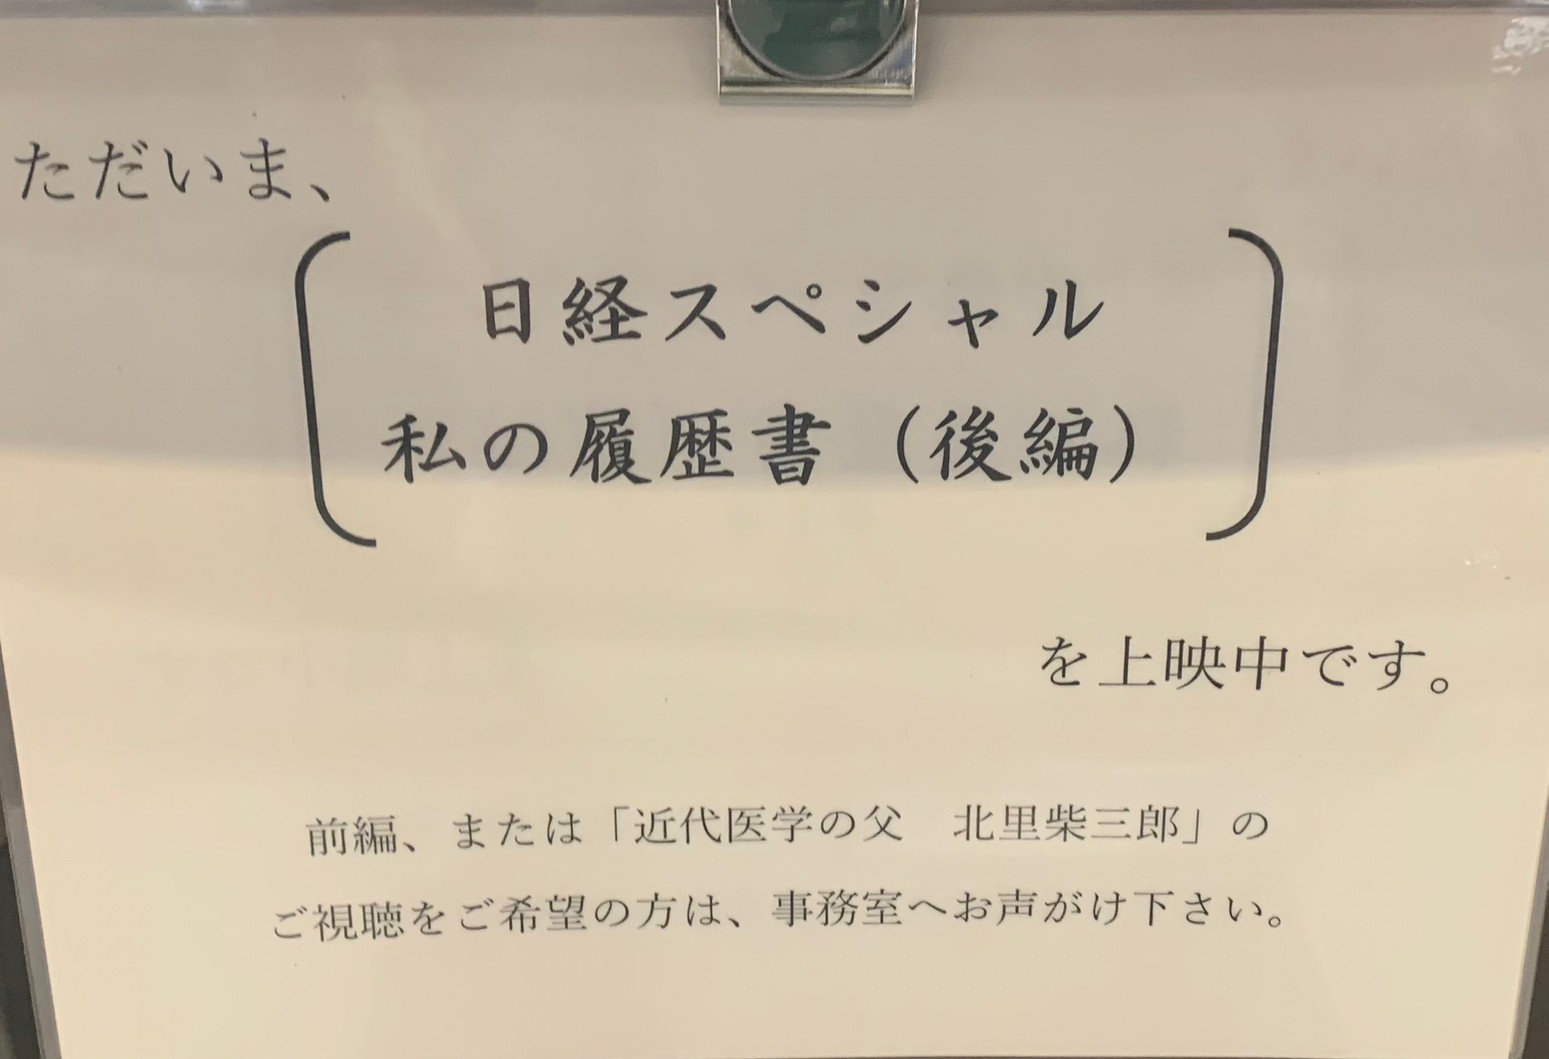 ただいま、
日経スペシャル
私の履歴書（後編）
を上映中です。
前編、または「近代医学の父　北里柴三郎」の
ご視聴をご希望の方は、事務室へお声がけ下さい。